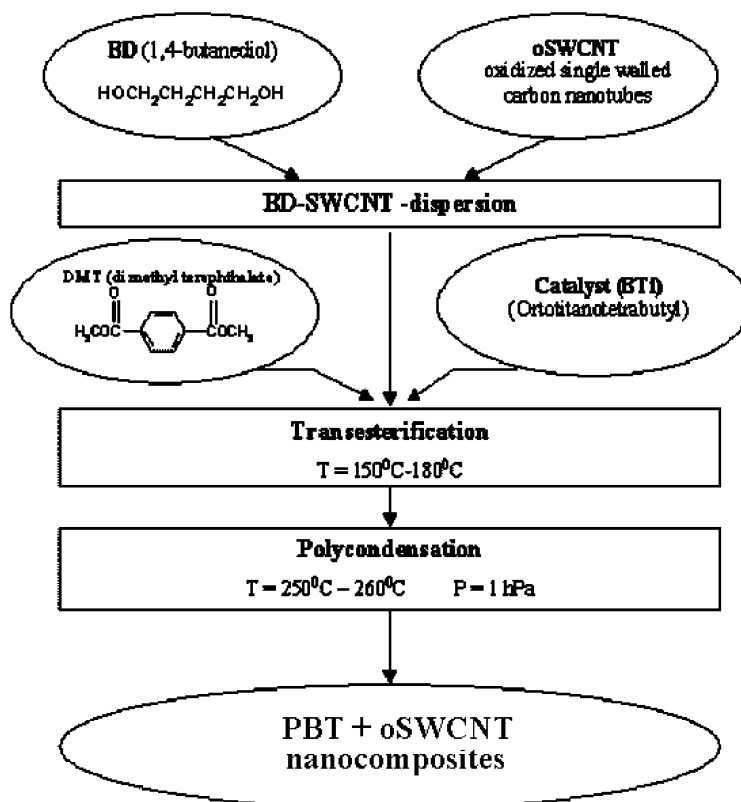 BD (1,4-butanediol)
HOCH₂CH₂CH₂CH₂OH
oSWCNT
oxidized single walled
carbon nanotubes
BD-SWCNT -dispersion
DMT (dimethyl terephthalate)
O O
H₃COC COCH₃
Catalyst (BTi)
(Ortotitanotetrabutyl)
Transesterification
T = 150⁰C-180⁰C
Polycondensation
T = 250⁰C – 260⁰C P = 1 hPa
PBT + oSWCNT
nanocomposites